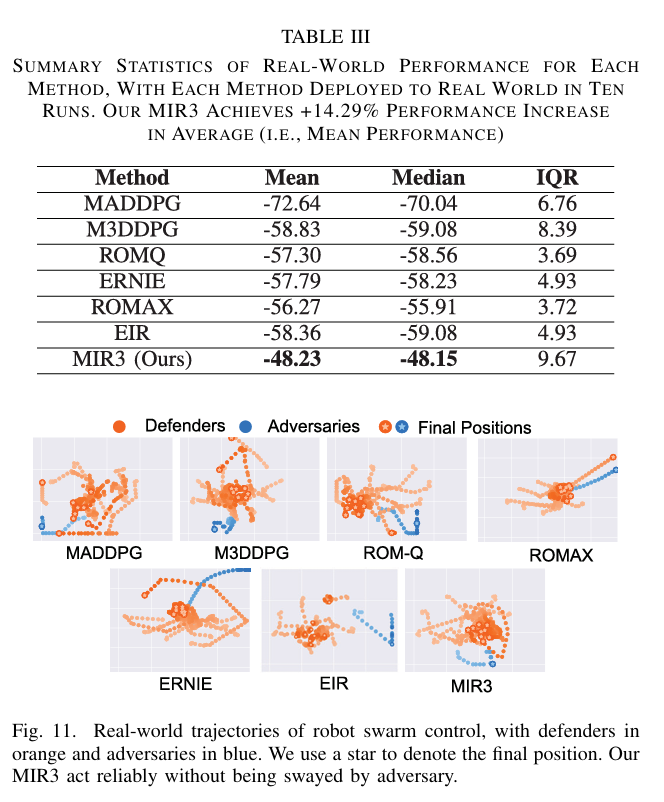 TABLE III
SUMMARY STATISTICS OF REAL-WORLD PERFORMANCE FOR EACH
METHOD, WITH EACH METHOD DEPLOYED TO REAL WORLD IN TEN
RUNS. OUR MIR3 ACHIEVES +14.29% PERFORMANCE INCREASE
IN AVERAGE (I.E., MEAN PERFORMANCE)
Method Mean Median IQR
MADDPG -72.64 -70.04 6.76
M3DDPG -58.83 -59.08 8.39
ROMQ -57.30 -58.56 3.69
ERNIE -57.79 -58.23 4.93
ROMAX -56.27 -55.91 3.72
EIR -58.36 -59.08 4.93
MIR3 (Ours) -48.23 -48.15 9.67
Defenders Adversaries Final Positions
MADDPG M3DDPG ROM-Q ROMAX
ERNIE EIR MIR3
Fig. 11. Real-world trajectories of robot swarm control, with defenders in
orange and adversaries in blue. We use a star to denote the final position. Our
MIR3 act reliably without being swayed by adversary.